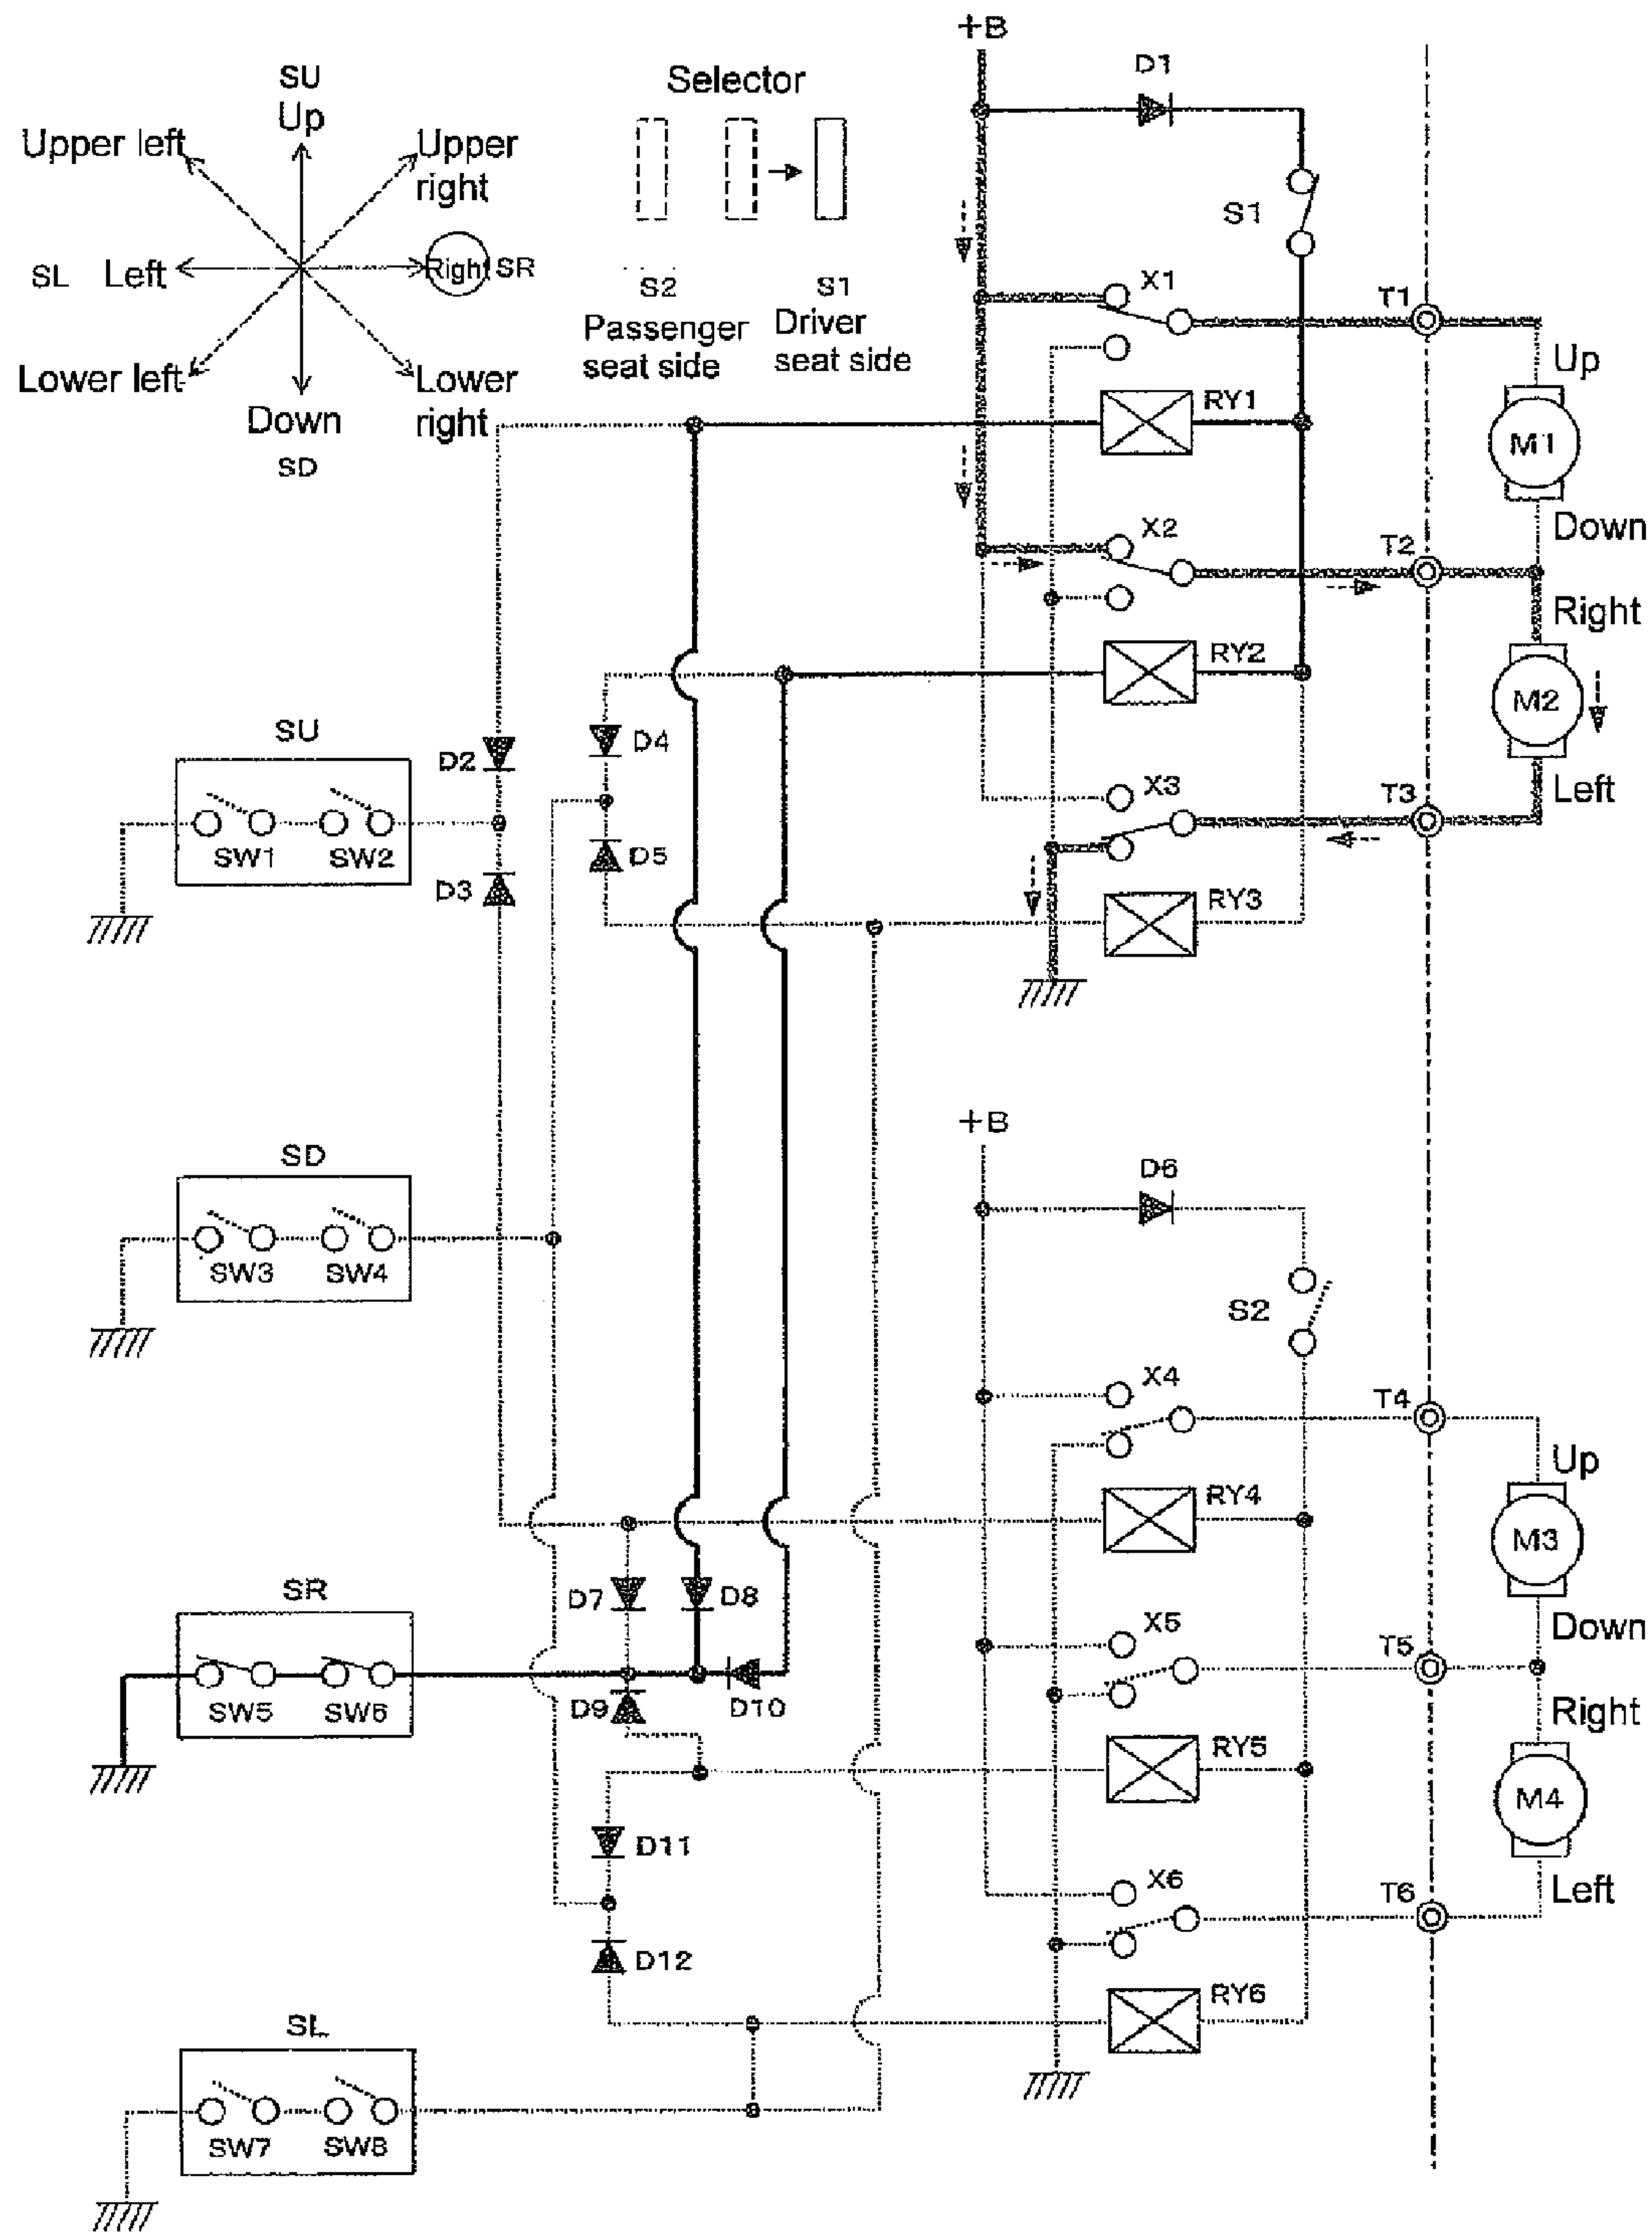 +B
D1
SU
Up
Selector
Upper left
Upper
right
S1
SL
Left
Right
SR
S2
S1
X1
T1
Passenger
seat side
Driver
seat side
Up
Lower left
Lower
right
RY1
Down
SD
M1
X2
T2
Down
Right
RY2
M2
SU
D2
D4
X3
T3
Left
SW1
SW2
D3
D5
RY3
+B
SD
D6
SW3
SW4
S2
X4
T4
Up
RY4
M3
SR
D7
D8
X5
T5
Down
SW5
SW6
D9
D10
Right
RY5
M4
D11
X6
T6
Left
D12
RY6
SL
SW7
SW8